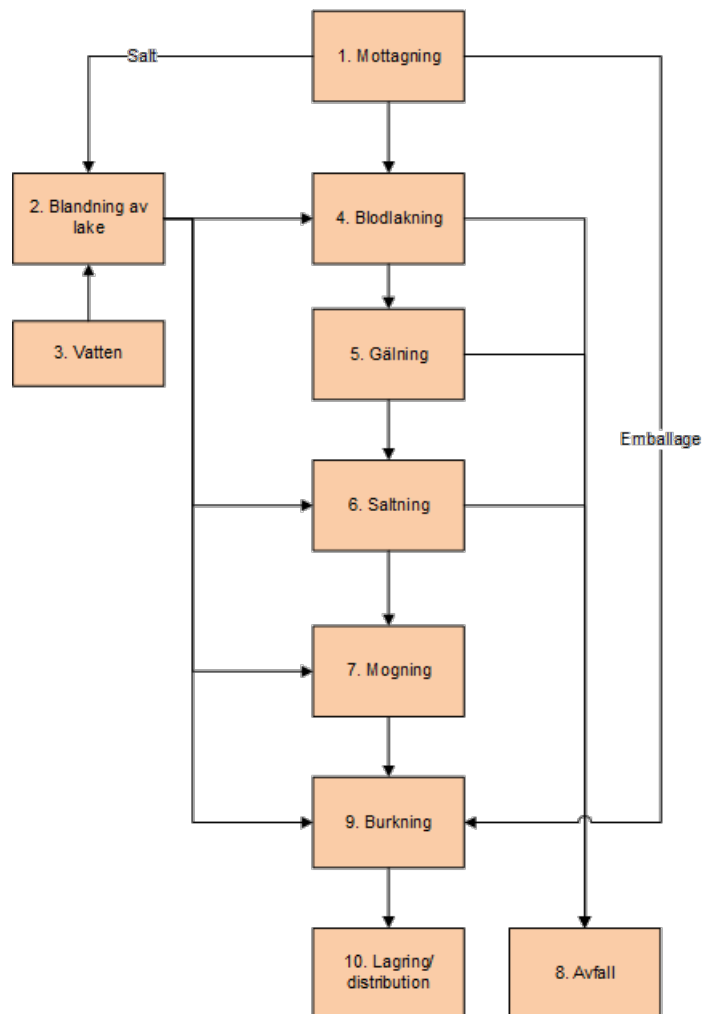 Salt
1. Mottagning
2. Blandning av
lake
4. Blodlakning
3. Vatten
5. Gälning
Emballage
6. Saltning
7. Mogning
9. Burkning
10. Lagring/
distribution
8. Avfall